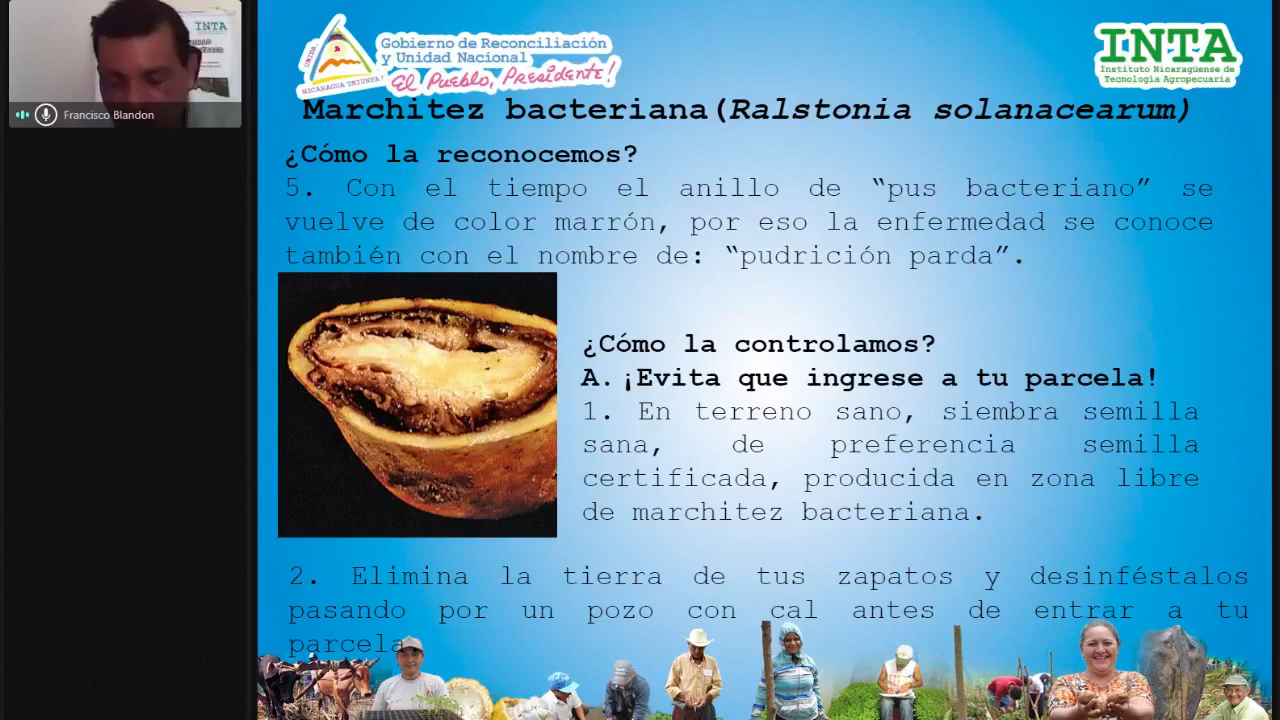 INTA
Francisco Blandon
UNIDA
NICARAGUA TRIUNFA!
Gobierno de Reconciliación
y Unidad Nacional
El Pueblo, Presidente!
INTA
Instituto Nicaragüense de
Tecnología Agropecuaria
Marchitez bacteriana(Ralstonia solanacearum)
¿Cómo la reconocemos?
5. Con el tiempo el anillo de “pus bacteriano” se
vuelve de color marrón, por eso la enfermedad se conoce
también con el nombre de: “pudrición parda”.
¿Cómo la controlamos?
A.¡Evita que ingrese a tu parcela!
1. En terreno sano, siembra semilla
sana, de preferencia semilla
certificada, producida en zona libre
de marchitez bacteriana.
2. Elimina la tierra de tus zapatos y desinféstalos
pasando por un pozo con cal antes de entrar a tu
parcela